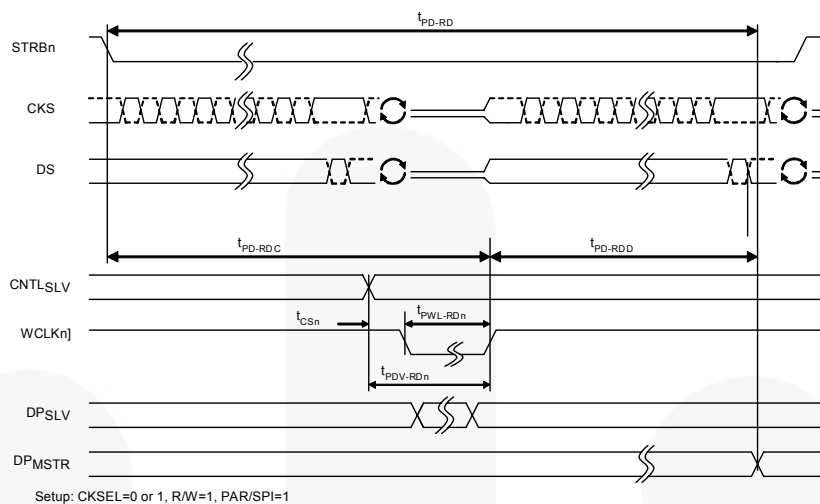 tPD-RD
STRBn
CKS
DS
tPD-RDC
tPD-RDD
CNTLSLV
tCSn
tPWL-RDn
WCLKn]
tPDV-RDn
DPSLV
DPMSTR
Setup: CKSEL=0 or 1, R/W=1, PAR/SPI=1